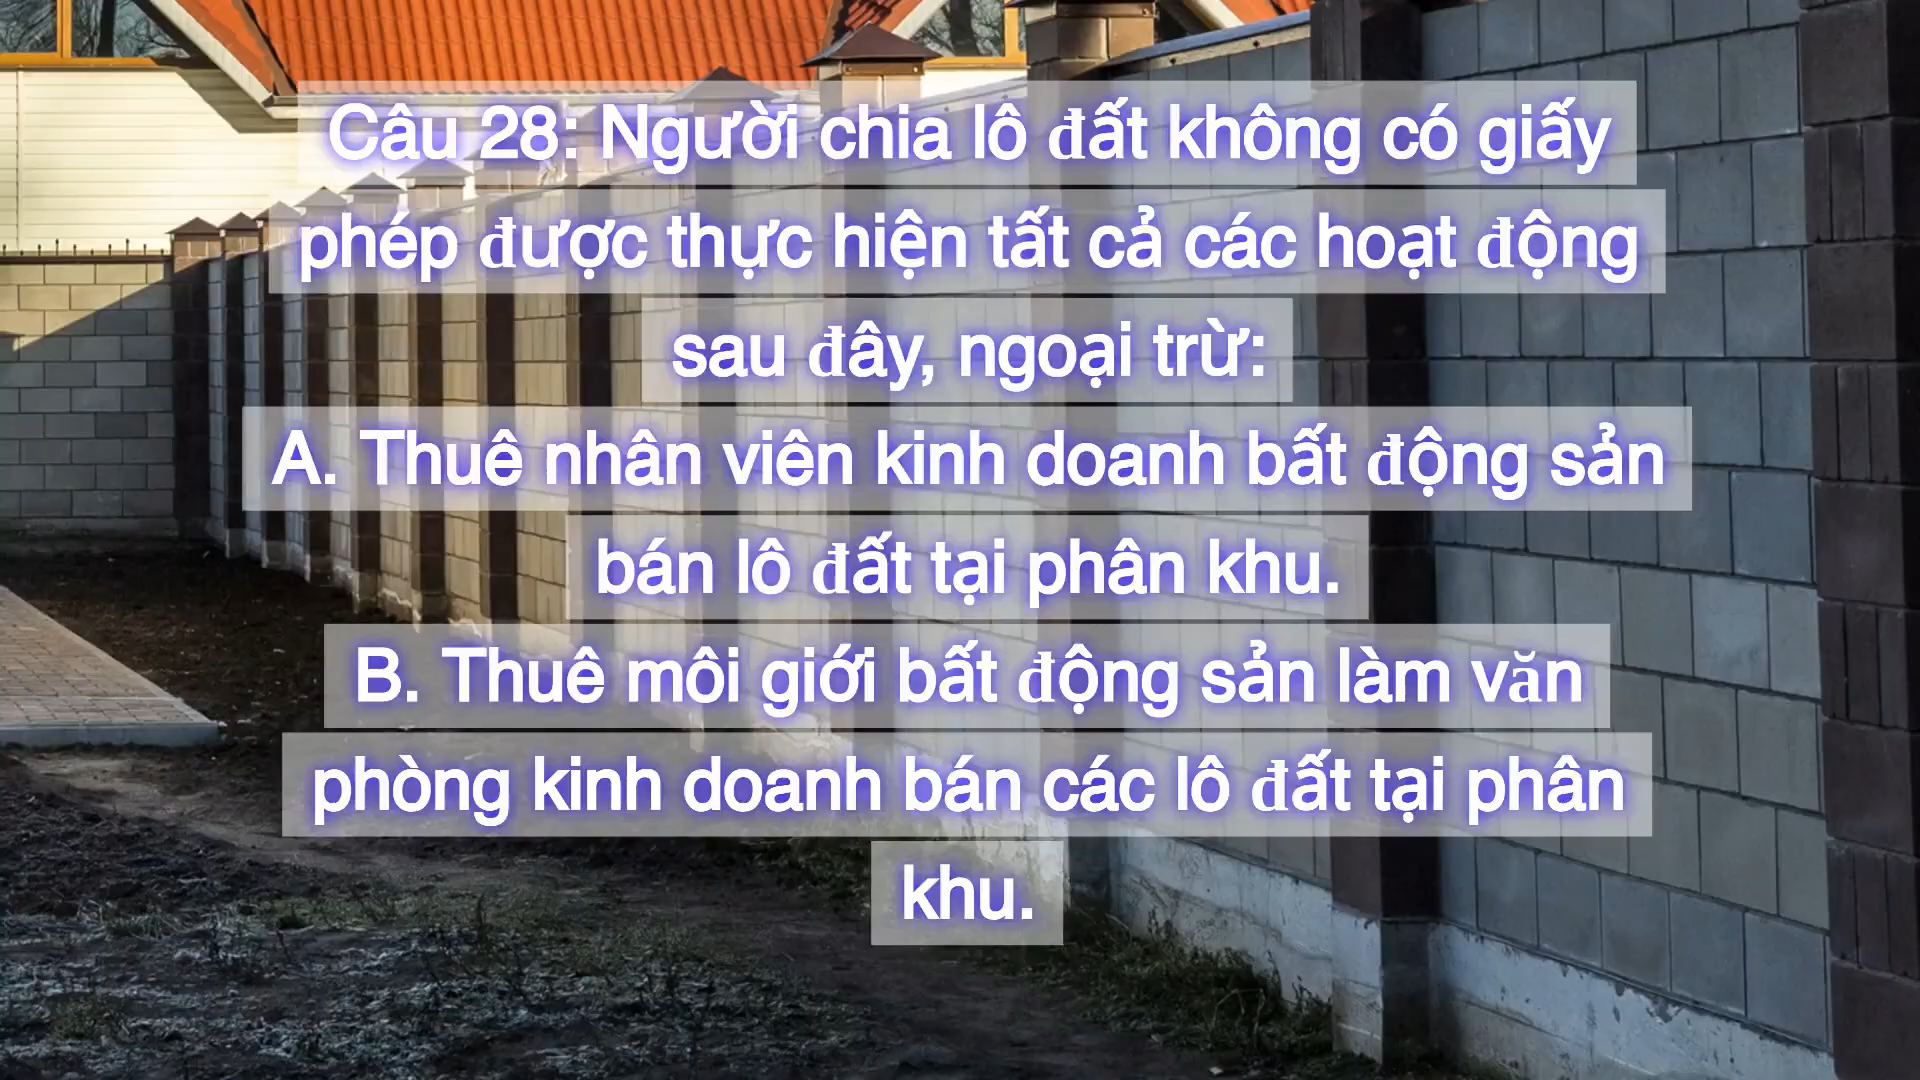 Câu 28: Người chia lô đất không có giấy
phép được thực hiện tất cả các hoạt động
sau đây, ngoại trừ:
A. Thuê nhân viên kinh doanh bất động sản
bán lô đất tại phân khu.
B. Thuê môi giới bất động sản làm văn
phòng kinh doanh bán các lô đất tại phân
khu.